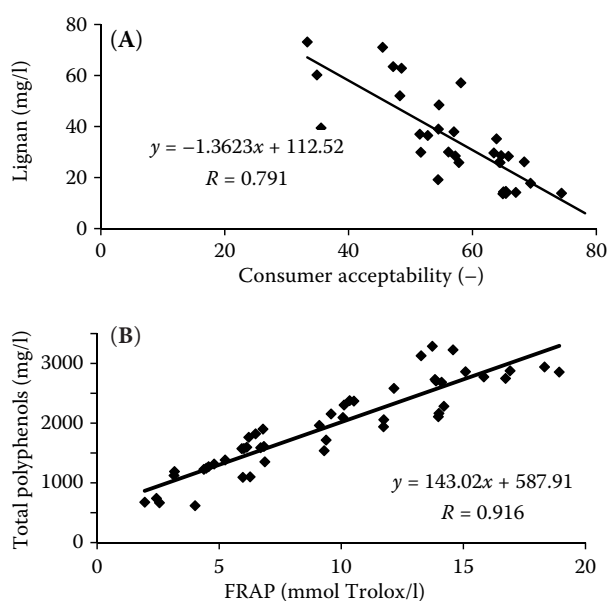 (A)
80
60
40
20
0
Lignan (mg/l)
y = −1.3623x + 112.52
R = 0.791
0 20 40 60 80
Consumer acceptability (−)
(B)
3000
2000
1000
0
Total polyphenols (mg/l)
y = 143.02x + 587.91
R = 0.916
0 5 10 15 20
FRAP (mmol Trolox/l)